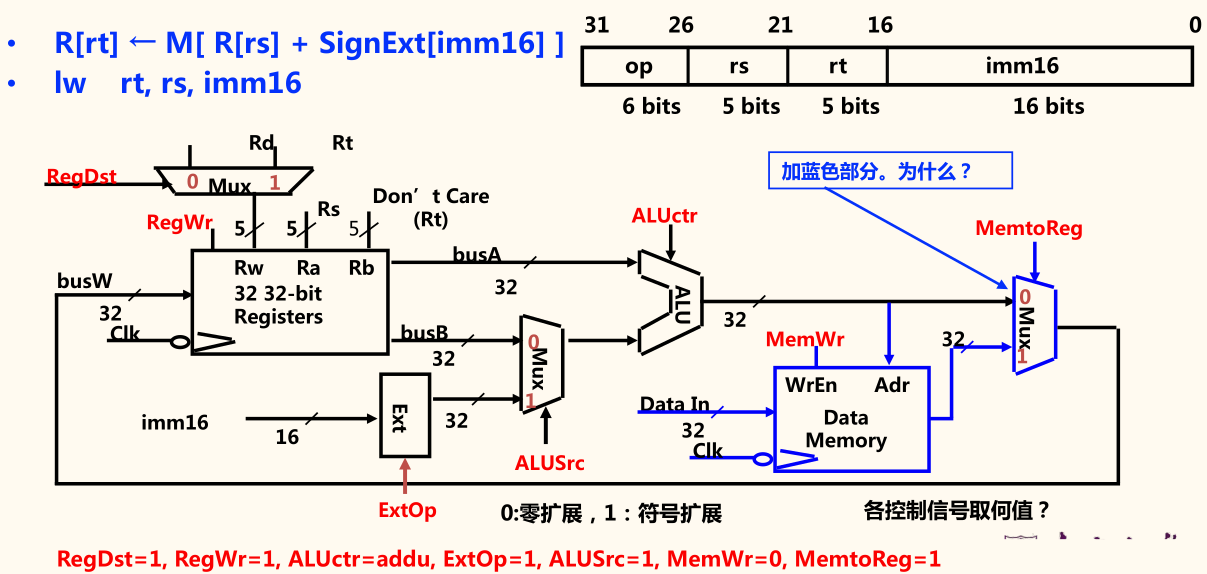 31 26 21 16 0
• R[rt] ← M[ R[rs] + SignExt[imm16] ]
op rs rt imm16
• lw rt, rs, imm16
6 bits 5 bits 5 bits 16 bits
Rd Rt
加蓝色部分。为什么？
RegDst 0 Mux 1
Don’t Care
(Rt)
Rs
RegWr 5 5 5
ALUctr
MemtoReg
busA
Rw Ra Rb
32
busW
32 32-bit
Registers
32
Clk
ALU
32
0
Mux
1
busB
32
0
Mux
1
MemWr
32
WrEn Adr
Data In
32
Data
Memory
Clk
imm16
16
Ext
32
ALUSrc
ExtOp
0:零扩展，1：符号扩展
各控制信号取何值？
RegDst=1, RegWr=1, ALUctr=addu, ExtOp=1, ALUSrc=1, MemWr=0, MemtoReg=1